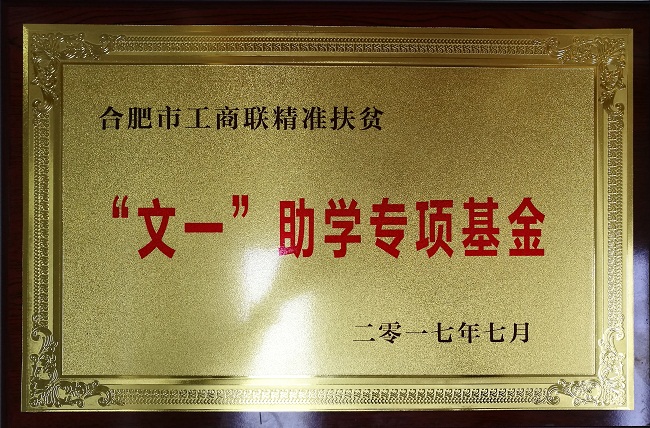 合肥市工商联精准扶贫
“文一”助学专项基金
二零一七年七月